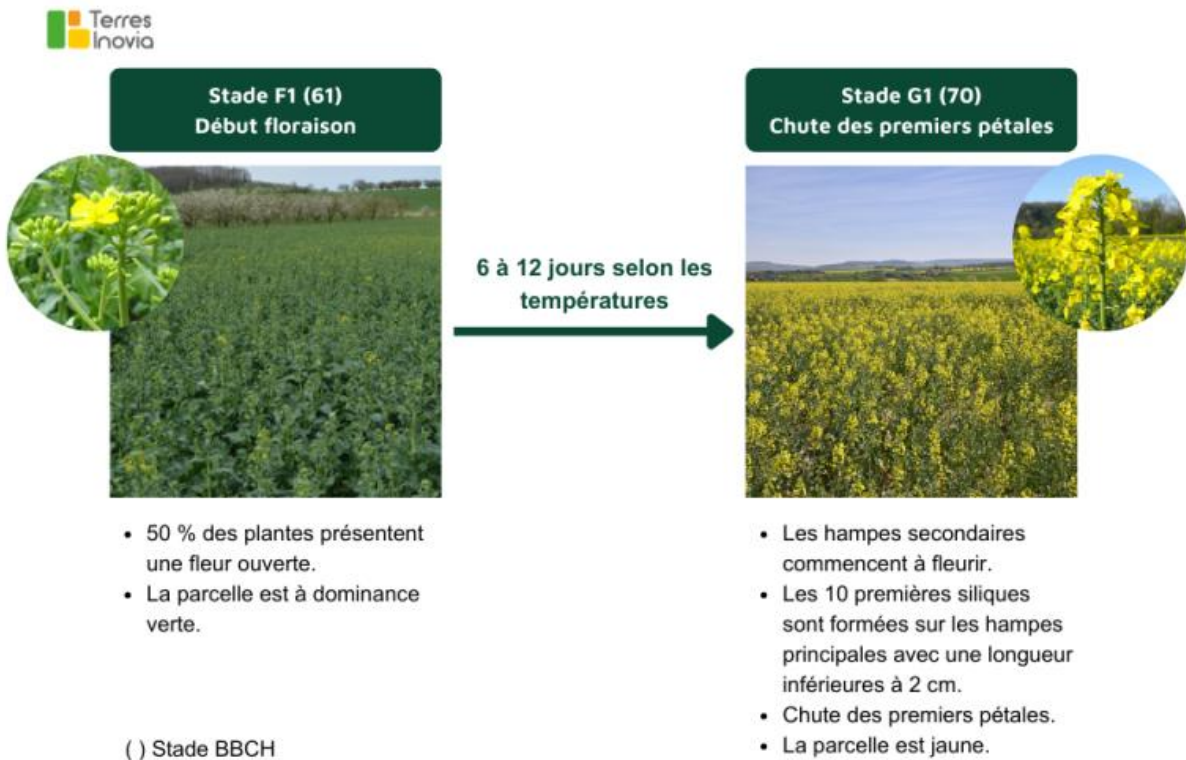 Terres
Inovia
Stade F1 (61)
Début floraison
Stade G1 (70)
Chute des premiers pétales
6 à 12 jours selon les
températures
• 50 % des plantes présentent
une fleur ouverte.
• La parcelle est à dominance
verte.
• Les hampes secondaires
commencent à fleurir.
• Les 10 premières siliques
sont formées sur les hampes
principales avec une longueur
inférieures à 2 cm.
• Chute des premiers pétales.
• La parcelle est jaune.
( ) Stade BBCH